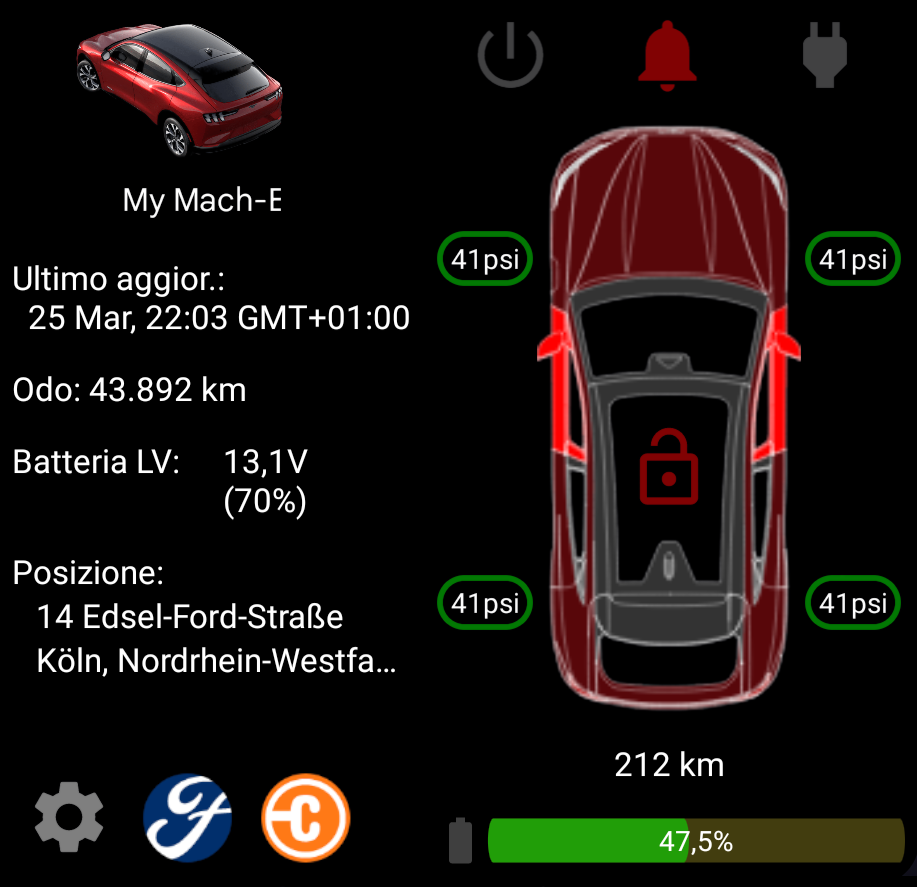 My Mach-E
Ultimo aggior.:
25 Mar, 22:03 GMT+01:00
Odo: 43.892 km
Batteria LV: 13,1V
(70%)
Posizione:
14 Edsel-Ford-Straße
Köln, Nordrhein-Westfa...
41psi 41psi
41psi 41psi
212 km
47,5%